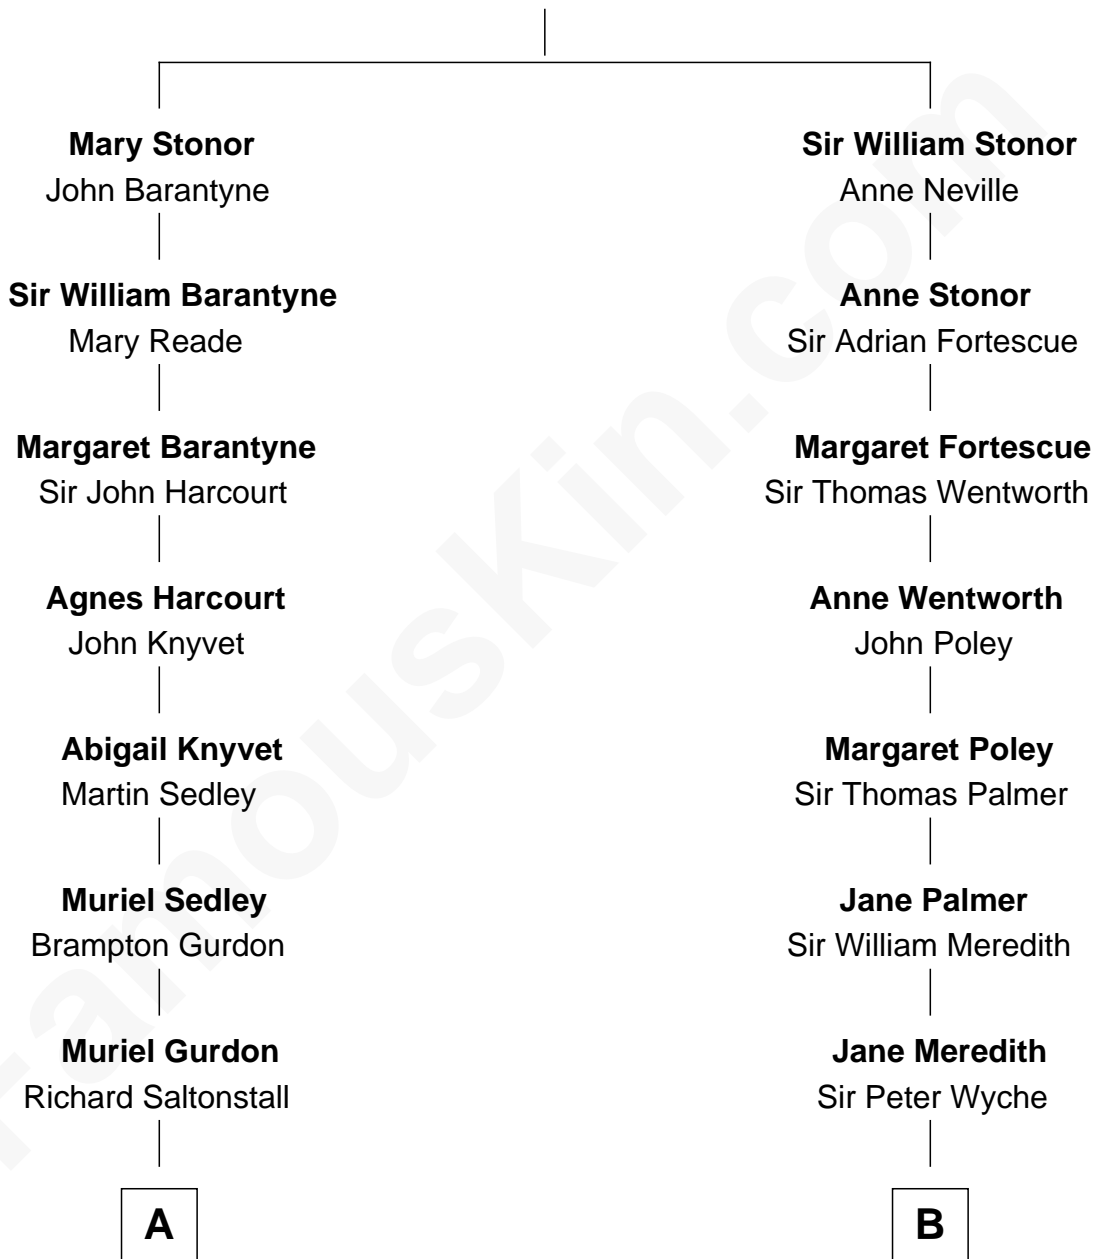 Mary Stonor
John Barantyne
Sir William Barantyne
Mary Reade
Margaret Barantyne
Sir John Harcourt
Agnes Harcourt
John Knyvet
Abigail Knyvet
Martin Sedley
Muriel Sedley
Brampton Gurdon
Muriel Gurdon
Richard Saltonstall
A
Sir William Stonor
Anne Neville
Anne Stonor
Sir Adrian Fortescue
Margaret Fortescue
Sir Thomas Wentworth
Anne Wentworth
John Poley
Margaret Poley
Sir Thomas Palmer
Jane Palmer
Sir William Meredith
Jane Meredith
Sir Peter Wyche
B
FamousKin.com